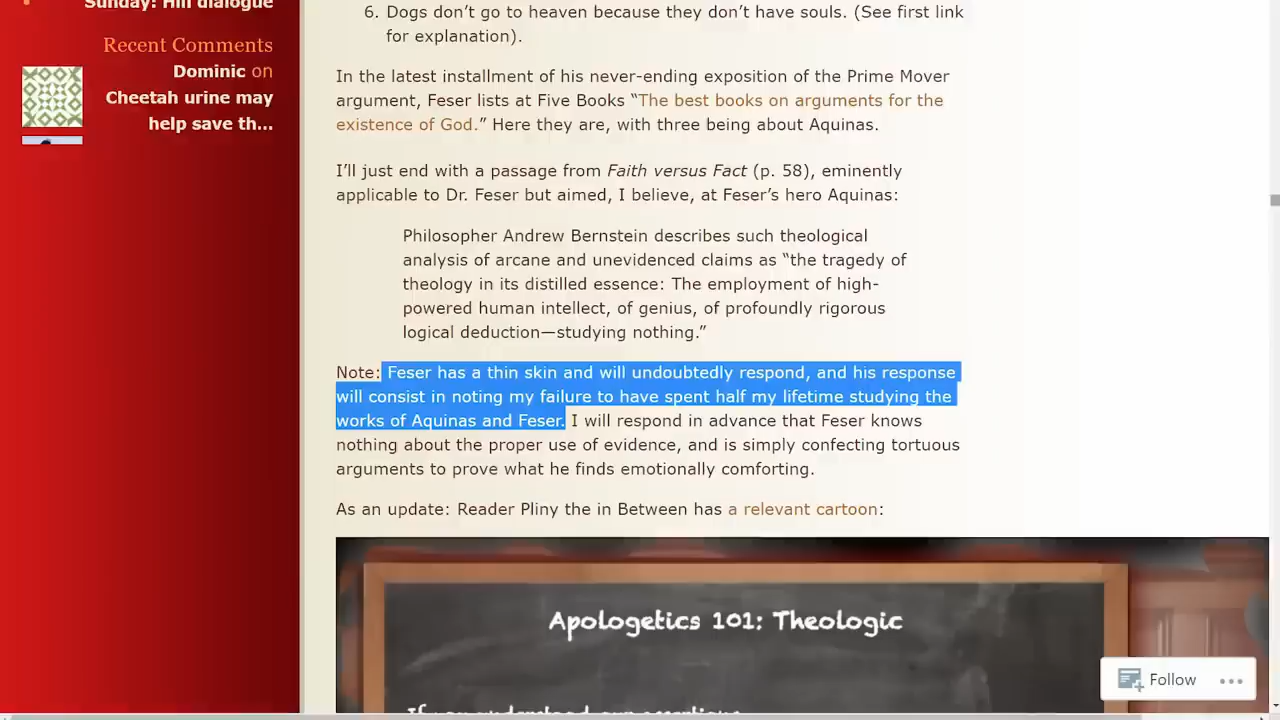 Sunday: Hili dialogue
Recent Comments
Dominic on
Cheetah urine may
help save th...
6. Dogs don’t go to heaven because they don’t have souls. (See first link
for explanation).
In the latest installment of his never-ending exposition of the Prime Mover
argument, Feser lists at Five Books “The best books on arguments for the
existence of God.” Here they are, with three being about Aquinas.
I’ll just end with a passage from Faith versus Fact (p. 58), eminently
applicable to Dr. Feser but aimed, I believe, at Feser’s hero Aquinas:
Philosopher Andrew Bernstein describes such theological
analysis of arcane and unevidenced claims as “the tragedy of
theology in its distilled essence: The employment of high-
powered human intellect, of genius, of profoundly rigorous
logical deduction—studying nothing.”
Note: Feser has a thin skin and will undoubtedly respond, and his response
will consist in noting my failure to have spent half my lifetime studying the
works of Aquinas and Feser. I will respond in advance that Feser knows
nothing about the proper use of evidence, and is simply confecting tortuous
arguments to prove what he finds emotionally comforting.
As an update: Reader Pliny the in Between has a relevant cartoon:
Apologetics 101: Theologic
If you understood our assertions
Follow